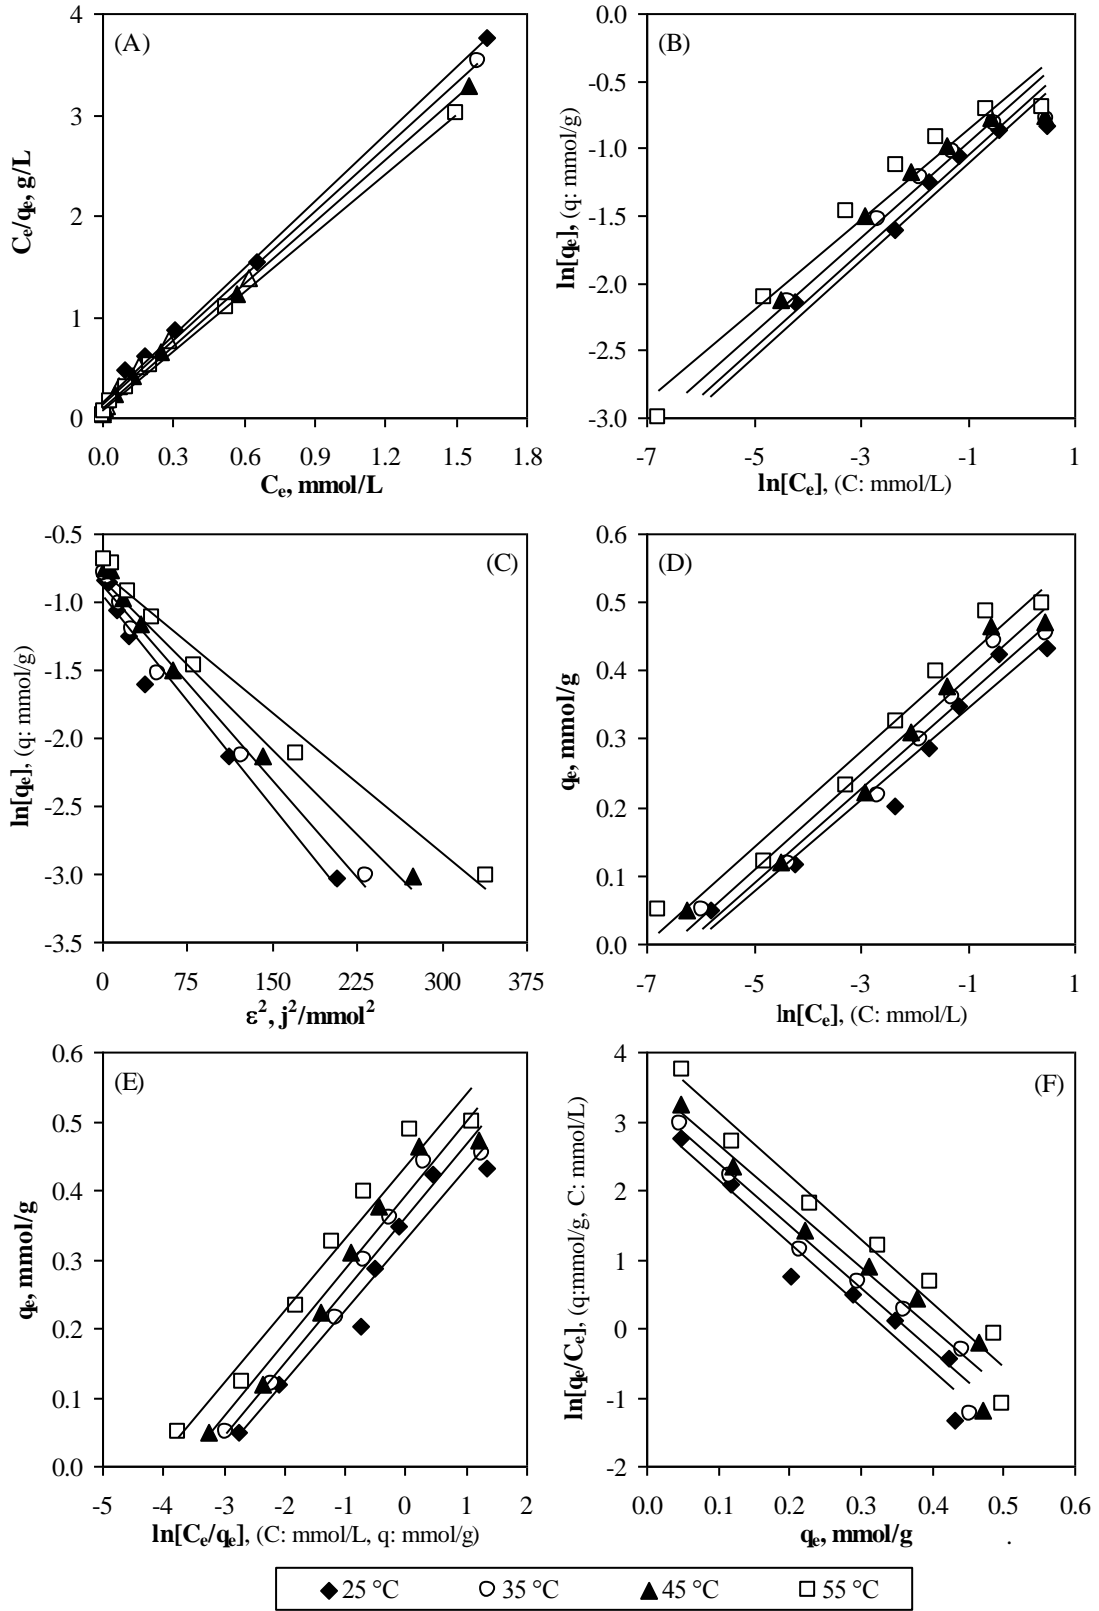 (A)
4
3
2
1
0
Cₑ/qₑ, g/L
0.0 0.3 0.6 0.9 1.2 1.5 1.8
Cₑ, mmol/L
(B)
0.0
-0.5
-1.0
-1.5
-2.0
-2.5
-3.0
ln[qₑ], (q: mmol/g)
-7 -5 -3 -1 1
ln[Cₑ], (C: mmol/L)
(C)
-0.5
-1.0
-1.5
-2.0
-2.5
-3.0
-3.5
ln[qₑ], (q: mmol/g)
0 75 150 225 300 375
ε², j²/mmol²
(D)
0.6
0.5
0.4
0.3
0.2
0.1
0.0
qₑ, mmol/g
-7 -5 -3 -1 1
ln[Cₑ], (C: mmol/L)
(E)
0.6
0.5
0.4
0.3
0.2
0.1
0.0
qₑ, mmol/g
-5 -4 -3 -2 -1 0 1 2
ln[Cₑ/qₑ], (C: mmol/L, q: mmol/g)
(F)
4
3
2
1
0
-1
-2
ln[qₑ/Cₑ], (q:mmol/g, C: mmol/L)
0.0 0.1 0.2 0.3 0.4 0.5 0.6
qₑ, mmol/g .
25 °C 35 °C 45 °C 55 °C